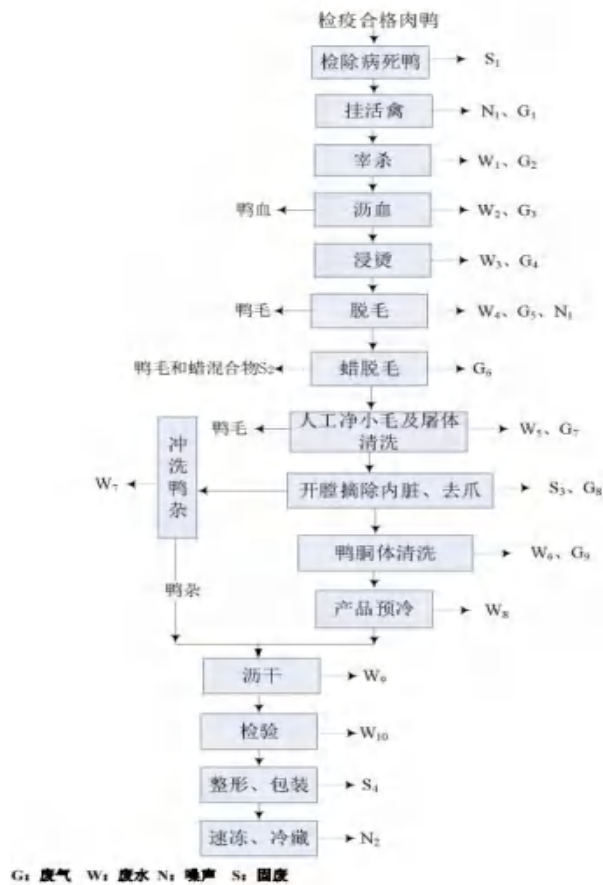 检疫合格肉鸭
检除病死鸭 S₁
挂活禽 N₁、G₁
宰杀 W₁、G₂
鸭血 沥血 W₂、G₃
浸烫 W₃、G₄
鸭毛 脱毛 W₄、G₅、N₁
鸭毛和蜡混合物S₂ 蜡脱毛 G₆
鸭毛 人工净小毛及屠体
清洗 W₅、G₇
冲洗鸭杂
W₇ 开膛摘除内脏、去爪 S₃、G₈
鸭胴体清洗 W₆、G₉
鸭杂 产品预冷 W₈
沥干 W₉
检验 W₁₀
整形、包装 S₄
速冻、冷藏 N₂
G：废气 W：废水 N：噪声 S：固废